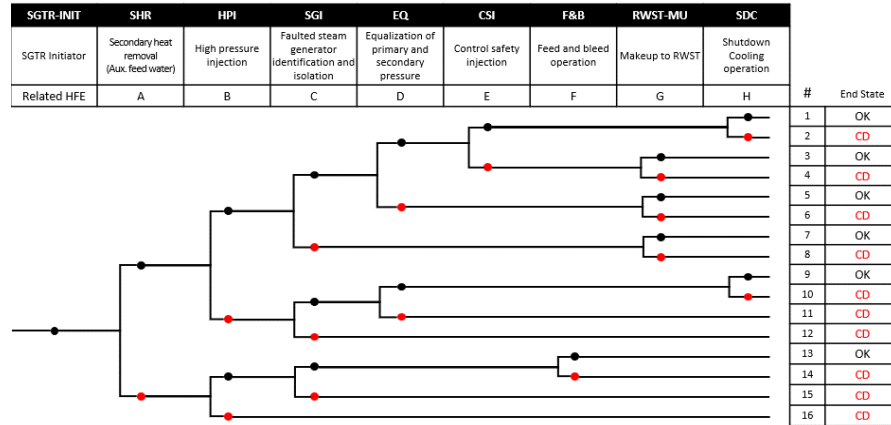 SGTR-INIT SHR HPI SGI EQ CSI F&B RWST-MU SDC
SGTR Initiator
Secondary heat
removal
(Aux. feed water)
High pressure
injection
Faulted steam
generator
identification and
isolation
Equalization of
primary and
secondary
pressure
Control safety
injection
Feed and bleed
operation
Makeup to RWST
Shutdown
Cooling
operation
Related HFE A B C D E F G H # End State
1 OK
2 CD
3 OK
4 CD
5 OK
6 CD
7 OK
8 CD
9 OK
10 CD
11 CD
12 CD
13 OK
14 CD
15 CD
16 CD